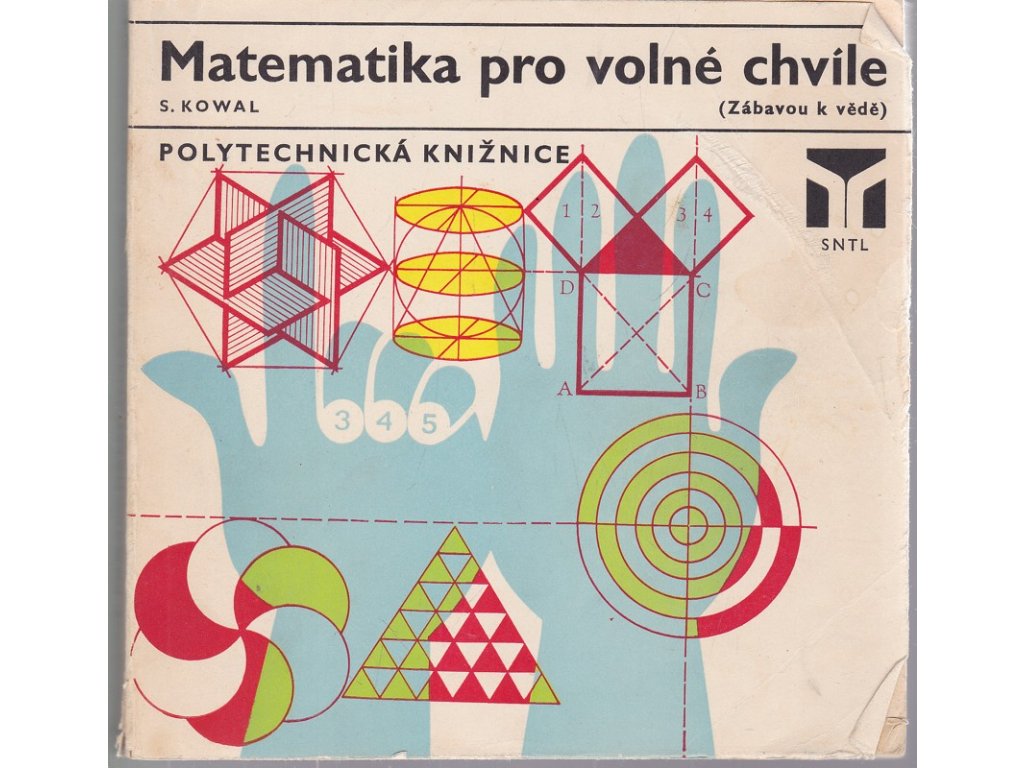 Matematika pro volné chvíle
S. KOWAL
(Zábavou k vědě)
POLYTECHNICKÁ KNIŽNICE
SNTL
1 2 3 4
D C
A B
3 4 5